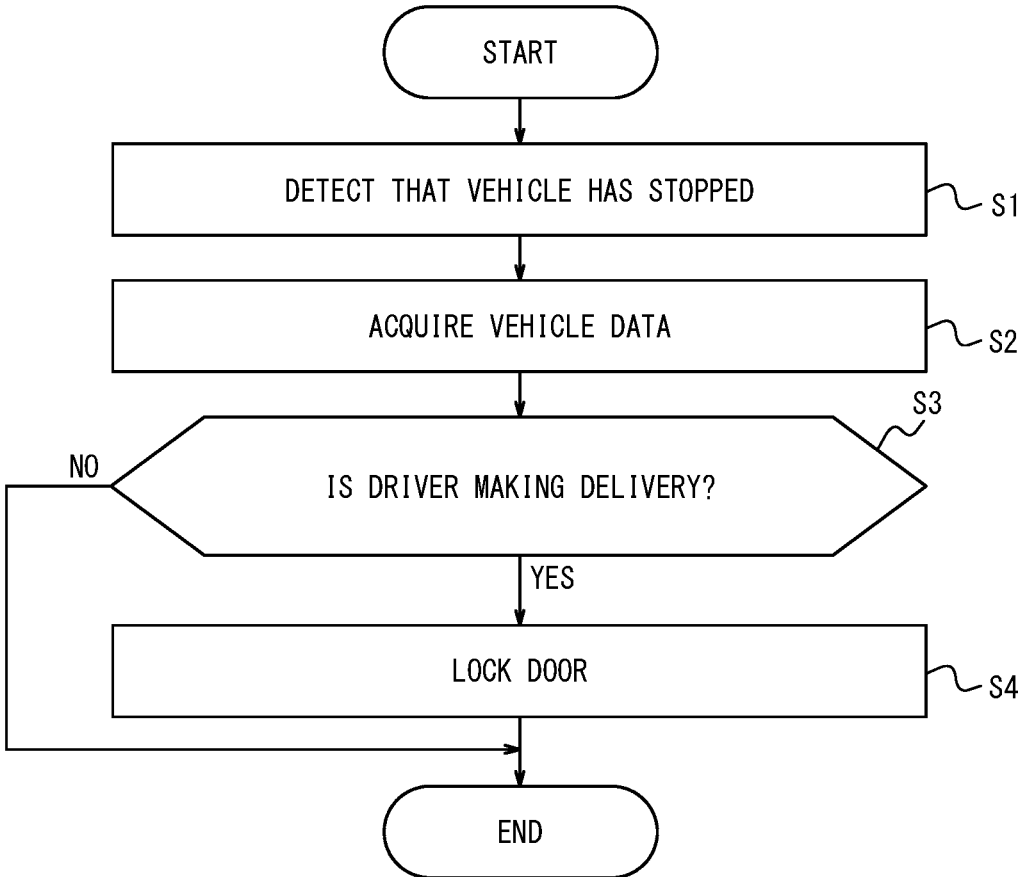 START
DETECT THAT VEHICLE HAS STOPPED
S1
ACQUIRE VEHICLE DATA
S2
S3
NO
IS DRIVER MAKING DELIVERY?
YES
LOCK DOOR
S4
END